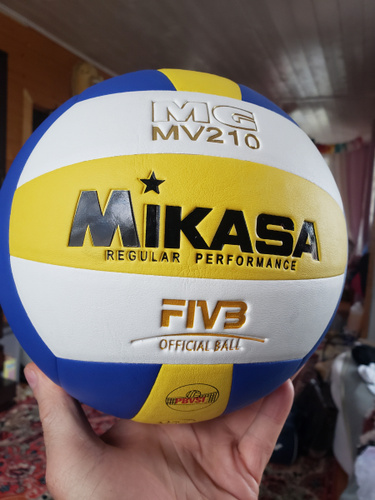 MG
MV210
MIKASA
REGULAR PERFORMANCE
FIVB
OFFICIAL BALL